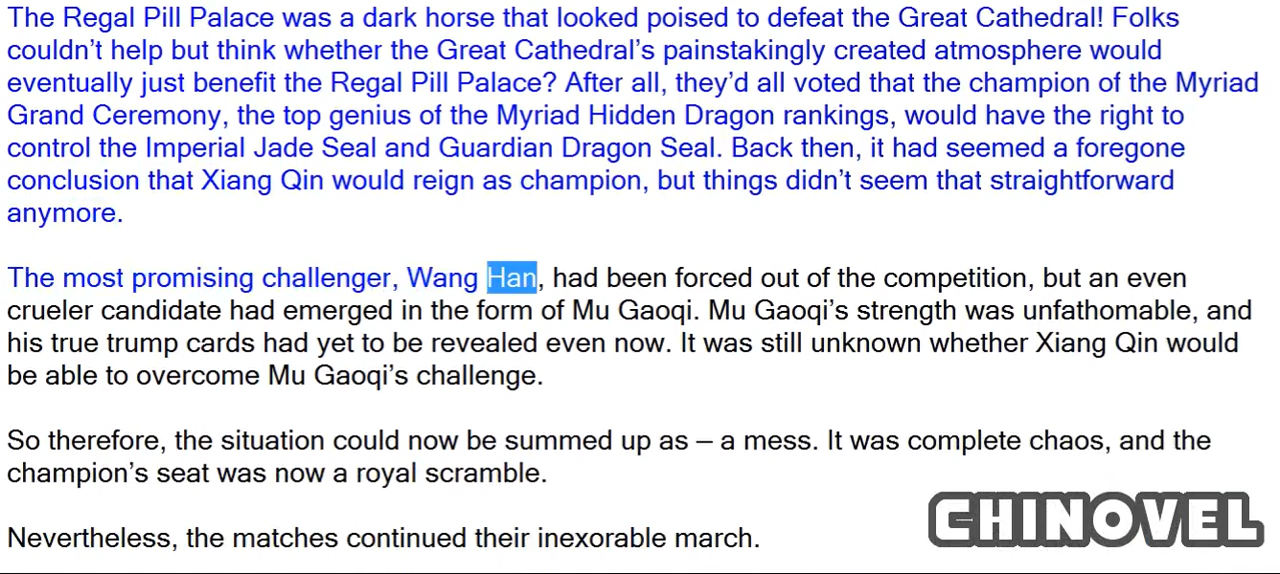 The Regal Pill Palace was a dark horse that looked poised to defeat the Great Cathedral! Folks
couldn’t help but think whether the Great Cathedral’s painstakingly created atmosphere would
eventually just benefit the Regal Pill Palace? After all, they’d all voted that the champion of the Myriad
Grand Ceremony, the top genius of the Myriad Hidden Dragon rankings, would have the right to
control the Imperial Jade Seal and Guardian Dragon Seal. Back then, it had seemed a foregone
conclusion that Xiang Qin would reign as champion, but things didn’t seem that straightforward
anymore.
The most promising challenger, Wang Han, had been forced out of the competition, but an even
crueler candidate had emerged in the form of Mu Gaoqi. Mu Gaoqi’s strength was unfathomable, and
his true trump cards had yet to be revealed even now. It was still unknown whether Xiang Qin would
be able to overcome Mu Gaoqi’s challenge.
So therefore, the situation could now be summed up as – a mess. It was complete chaos, and the
champion’s seat was now a royal scramble.
Nevertheless, the matches continued their inexorable march.
CHINOVEL